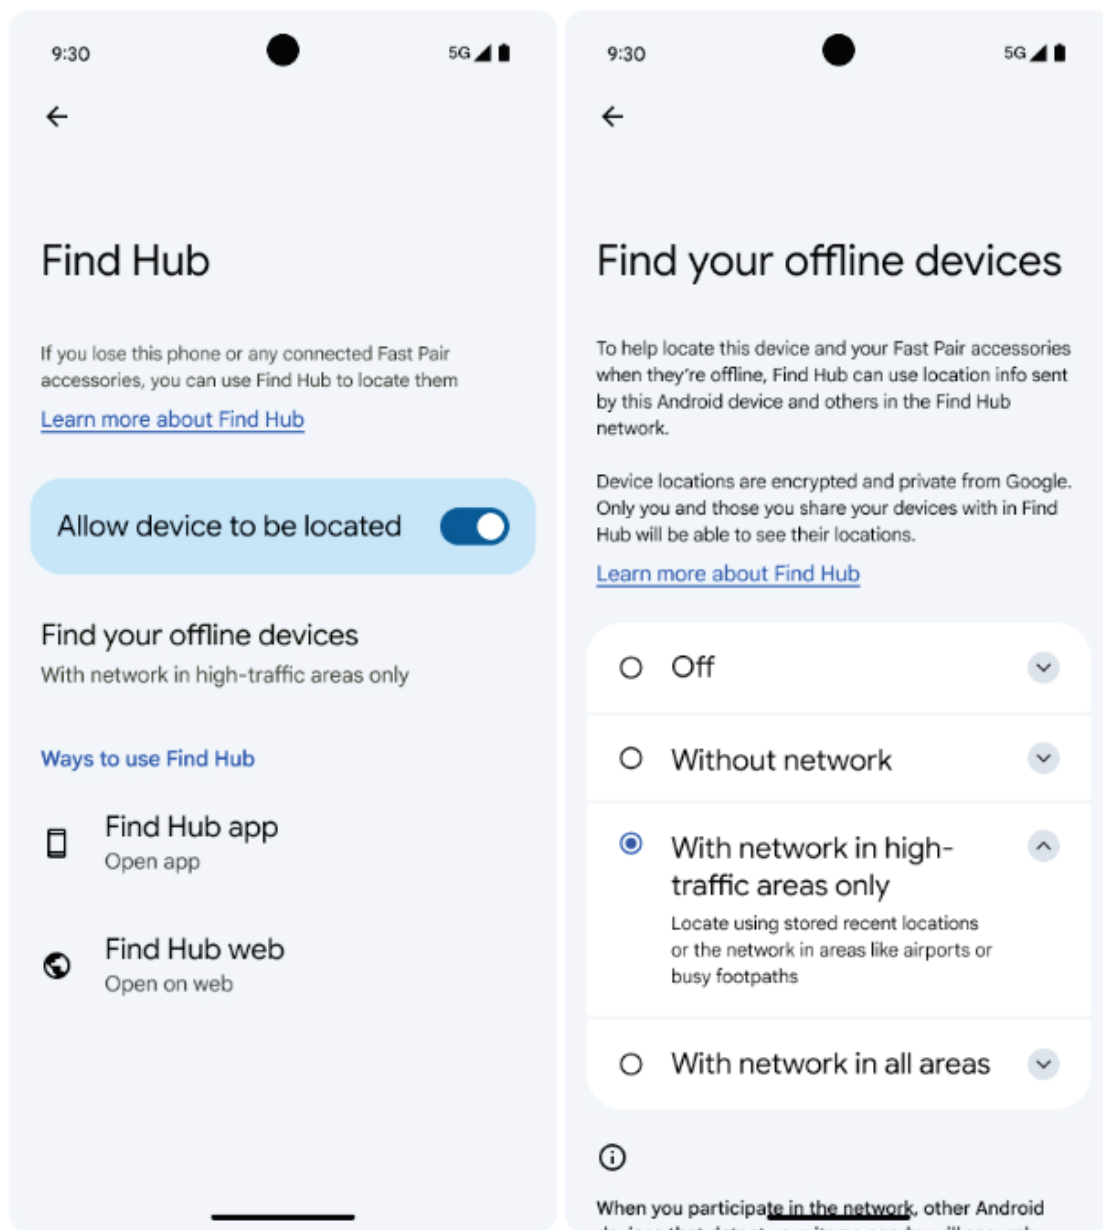 9:30
5G
Find Hub
If you lose this phone or any connected Fast Pair
accessories, you can use Find Hub to locate them
Learn more about Find Hub
Allow device to be located
Find your offline devices
With network in high-traffic areas only
Ways to use Find Hub
Find Hub app
Open app
Find Hub web
Open on web
9:30
5G
Find your offline devices
To help locate this device and your Fast Pair accessories
when they're offline, Find Hub can use location info sent
by this Android device and others in the Find Hub
network.
Device locations are encrypted and private from Google.
Only you and those you share your devices with in Find
Hub will be able to see their locations.
Learn more about Find Hub
Off
Without network
With network in high-
traffic areas only
Locate using stored recent locations
or the network in areas like airports or
busy footpaths
With network in all areas
When you participate in the network, other Android